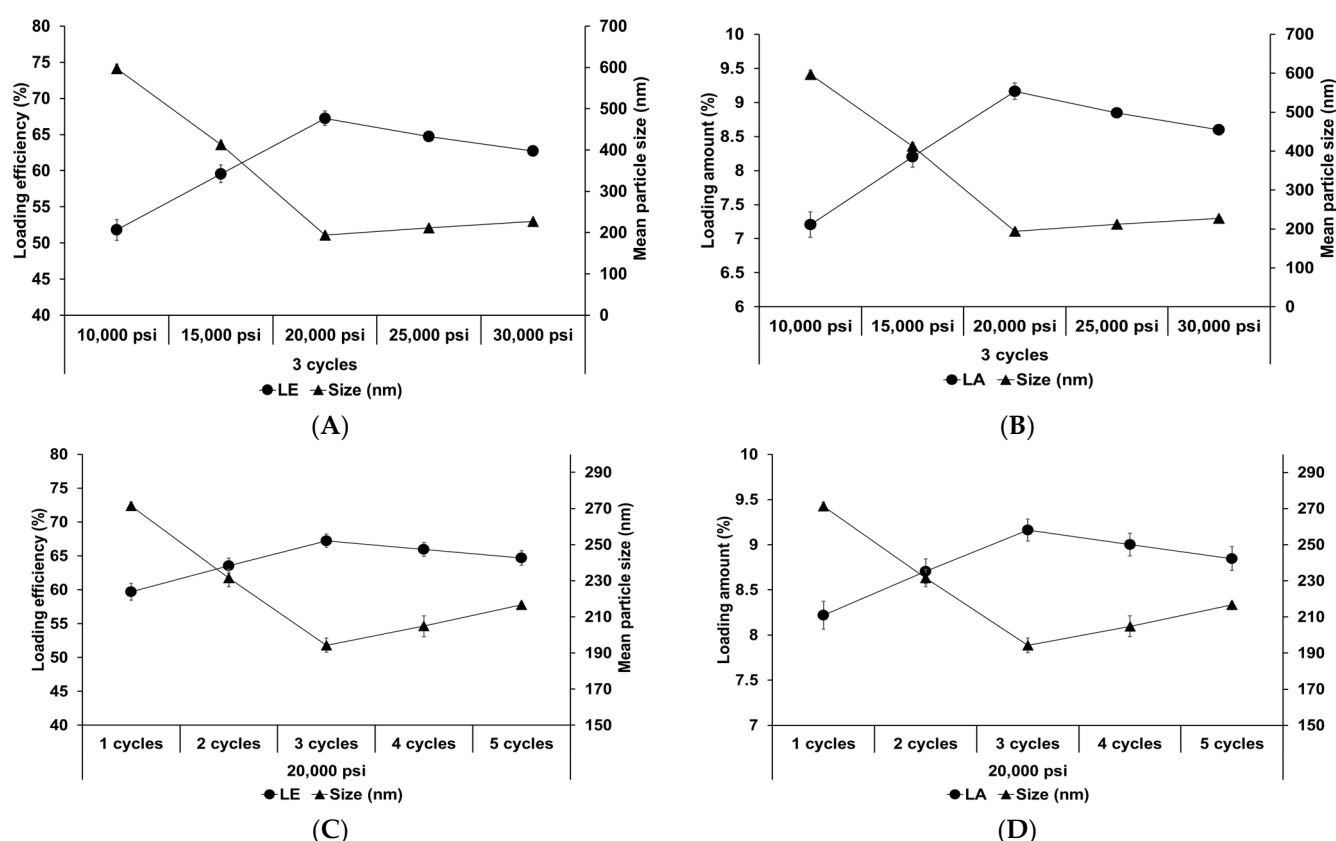 80
75
70
65
60
55
50
45
40
Loading efficiency (%)
700
600
500
400
300
200
100
0
Mean particle size (nm)
10,000 psi 15,000 psi 20,000 psi 25,000 psi 30,000 psi
3 cycles
LE Size (nm)
(A)
10
9.5
9
8.5
8
7.5
7
6.5
6
Loading amount (%)
700
600
500
400
300
200
100
0
Mean particle size (nm)
10,000 psi 15,000 psi 20,000 psi 25,000 psi 30,000 psi
3 cycles
LA Size (nm)
(B)
80
75
70
65
60
55
50
45
40
Loading efficiency (%)
290
270
250
230
210
190
170
150
Mean particle size (nm)
1 cycles 2 cycles 3 cycles 4 cycles 5 cycles
20,000 psi
LE Size (nm)
(C)
10
9.5
9
8.5
8
7.5
7
Loading amount (%)
290
270
250
230
210
190
170
150
1 cycles 2 cycles 3 cycles 4 cycles 5 cycles
20,000 psi
LA Size (nm)
(D)